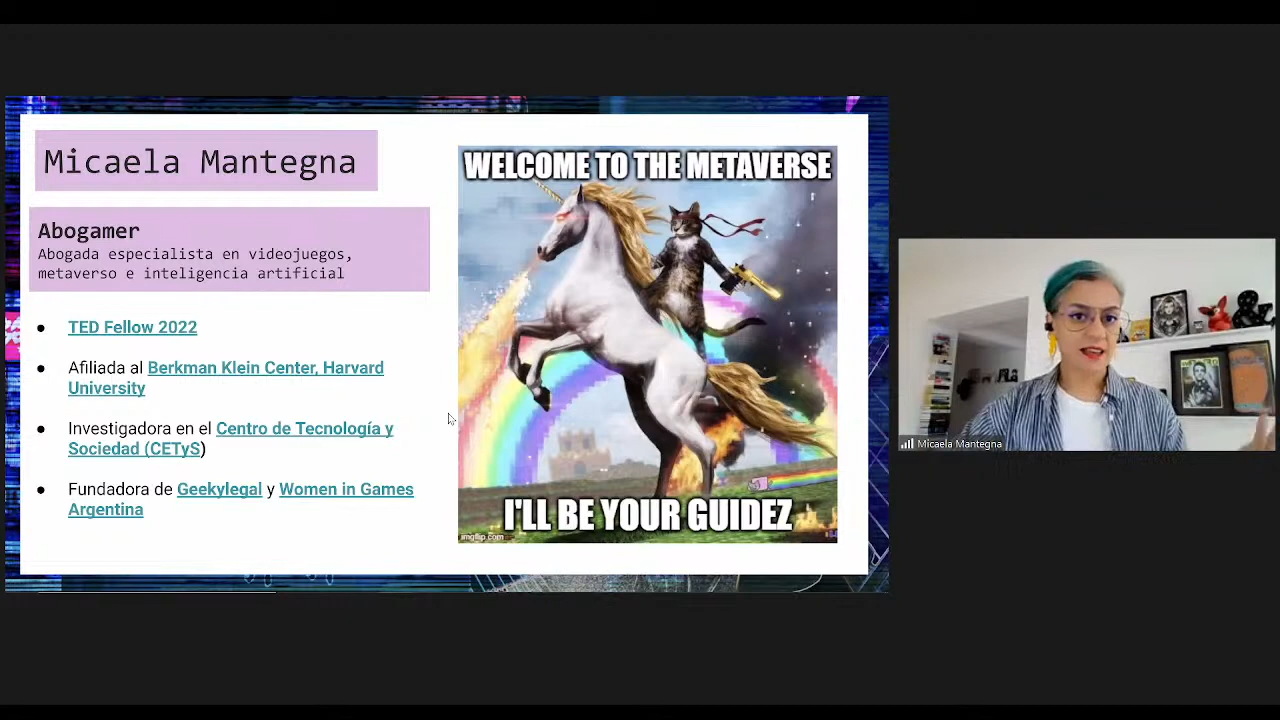 Micaela Mantegna
Abogamer
Abogada especialista en videojuegos,
metaverso e inteligencia artificial
● TED Fellow 2022
● Afiliada al Berkman Klein Center, Harvard
University
● Investigadora en el Centro de Tecnología y
Sociedad (CETyS)
● Fundadora de Geekylegal y Women in Games
Argentina
WELCOME TO THE METAVERSE
I'LL BE YOUR GUIDEZ
imgflip.com
Micaela Mantegna